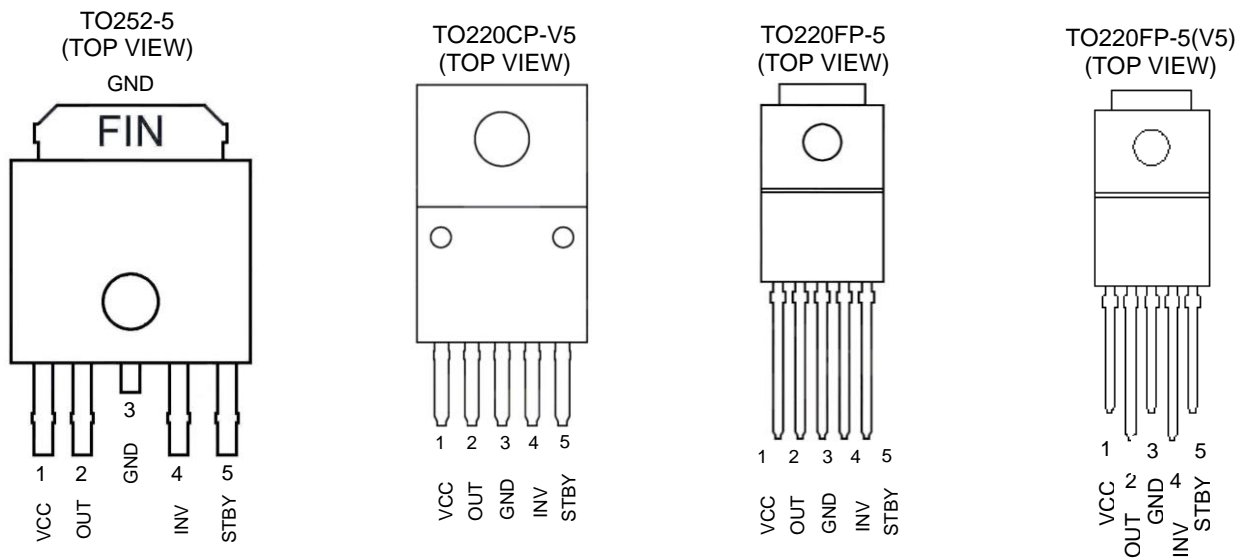 TO252-5
(TOP VIEW)
GND
FIN
1
2
3
4
5
VCC
OUT
GND
INV
STBY
TO220CP-V5
(TOP VIEW)
1 2 3 4 5
VCC
OUT
GND
INV
STBY
TO220FP-5
(TOP VIEW)
1 2 3 4 5
VCC
OUT
GND
INV
STBY
TO220FP-5(V5)
(TOP VIEW)
1 3 5
2 4
VCC
OUT
GND
INV
STBY